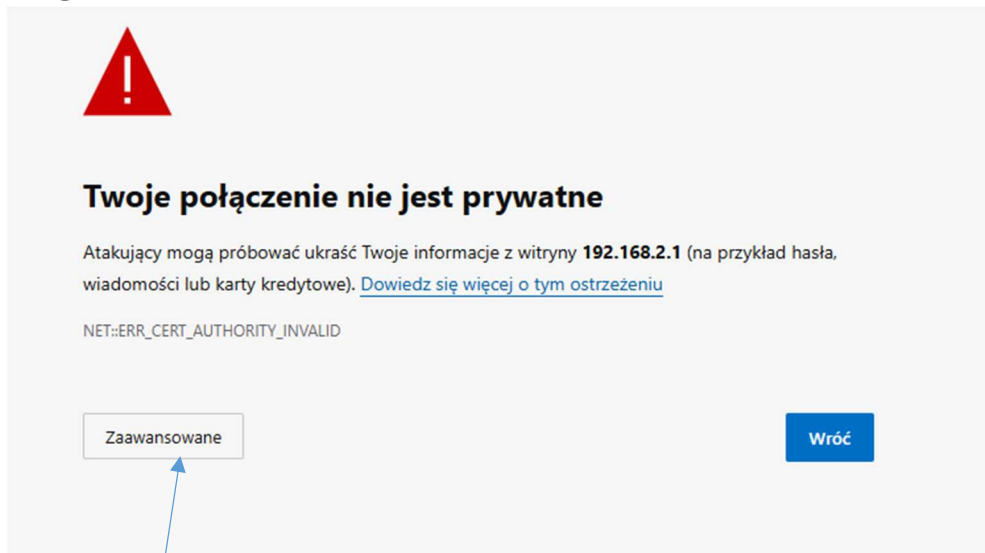 Twoje połączenie nie jest prywatne
Atakujący mogą próbować ukraść Twoje informacje z witryny 192.168.2.1 (na przykład hasła,
wiadomości lub karty kredytowe). Dowiedz się więcej o tym ostrzeżeniu
NET::ERR_CERT_AUTHORITY_INVALID
Zaawansowane
Wróć